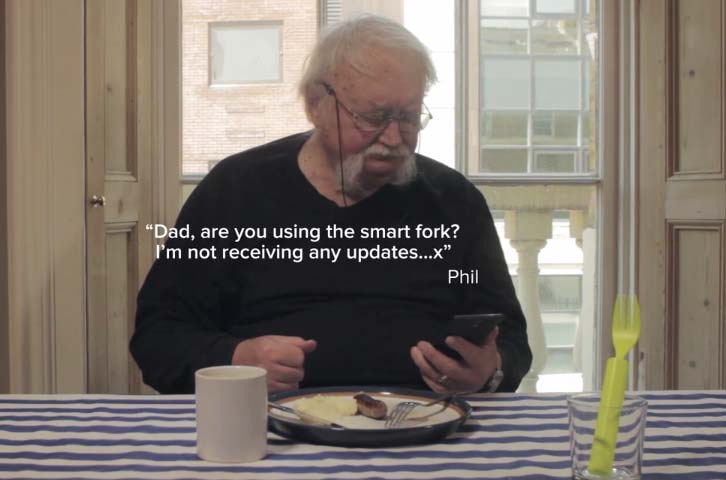 “Dad, are you using the smart fork?
I’m not receiving any updates...x”
Phil